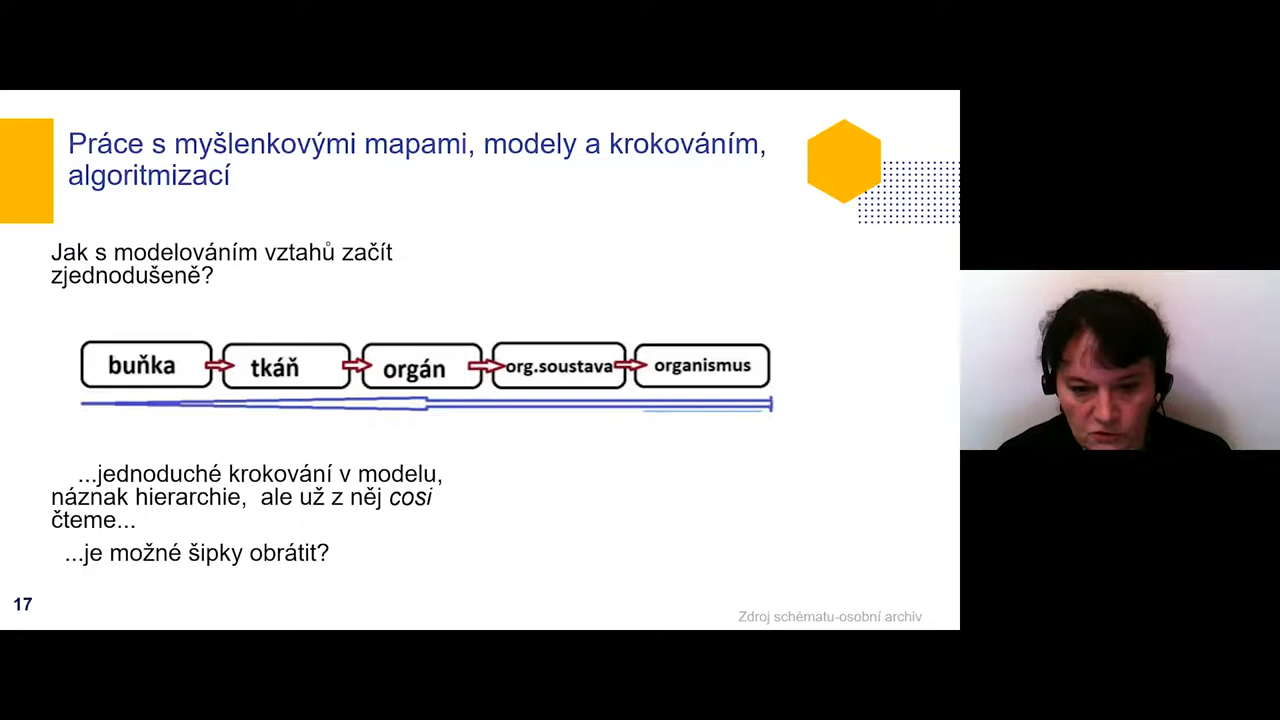 Práce s myšlenkovými mapami, modely a krokováním,
algoritmizací
Jak s modelováním vztahů začít
zjednodušeně?
buňka tkáň orgán org.soustava organismus
...jednoduché krokování v modelu,
náznak hierarchie, ale už z něj cosi
čteme...
...je možné šipky obrátit?
17
Zdroj schématu-osobní archiv